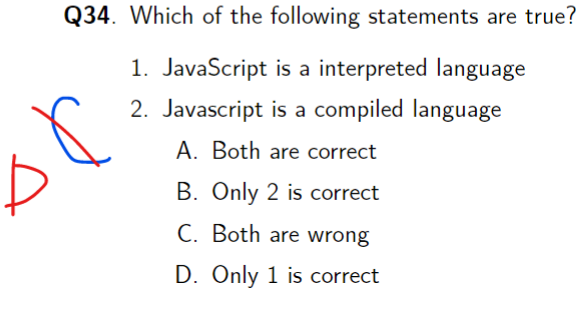 Q34. Which of the following statements are true?
1. JavaScript is a interpreted language
2. Javascript is a compiled language
C
A. Both are correct
D
B. Only 2 is correct
C. Both are wrong
D. Only 1 is correct